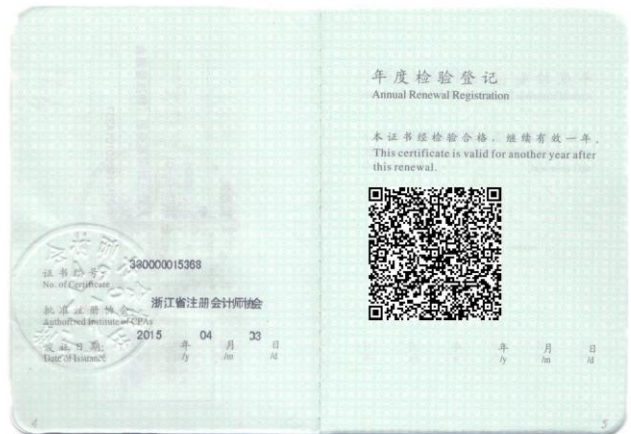 证书编号:
No. of Certificate
330000015368
批准注册协会:
Authorized Institute of CPAs
浙江省注册会计师协会
发证日期:
Date of Issuance
2015 年 04 月 03 日
/y /m /d
4
年度检验登记
Annual Renewal Registration
本证书经检验合格，继续有效一年。
This certificate is valid for another year after
this renewal.
年 月 日
/y /m /d
5